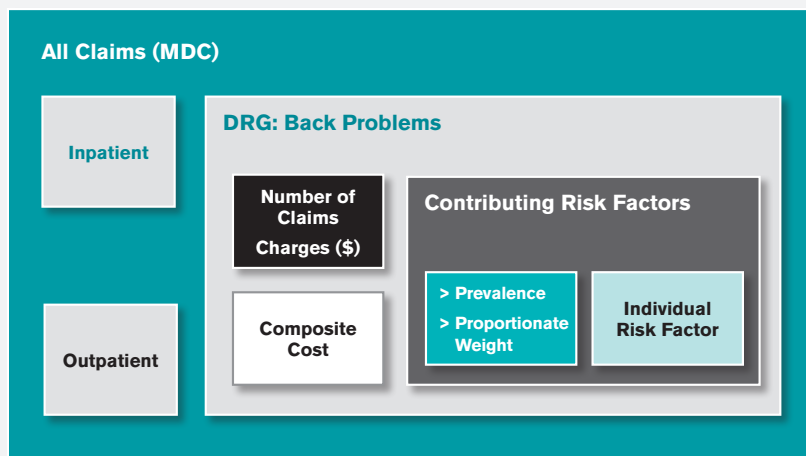 All Claims (MDC)
Inpatient
Outpatient
DRG: Back Problems
Number of
Claims
Charges ($)
Composite
Cost
Contributing Risk Factors
> Prevalence
> Proportionate
Weight
Individual
Risk Factor